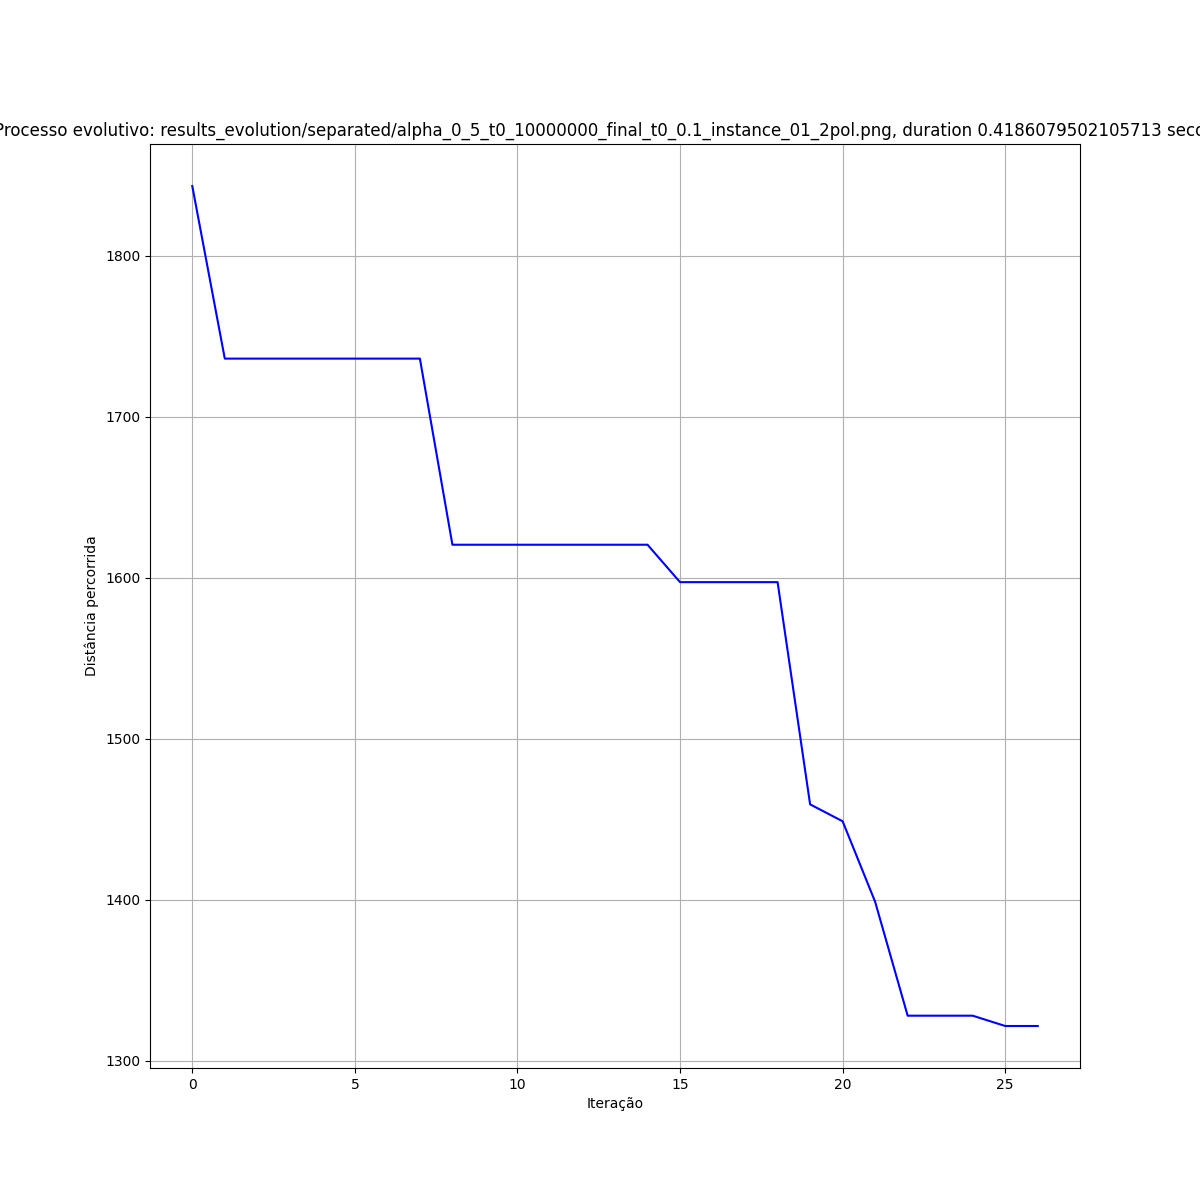 Processo evolutivo: results_evolution/separated/alpha_0_5_t0_10000000_final_t0_0.1_instance_01_2pol.png, duration 0.4186079502105713
1800
1700
1600
1500
1400
1300
Distância percorrida
0 5 10 15 20 25
Iteração